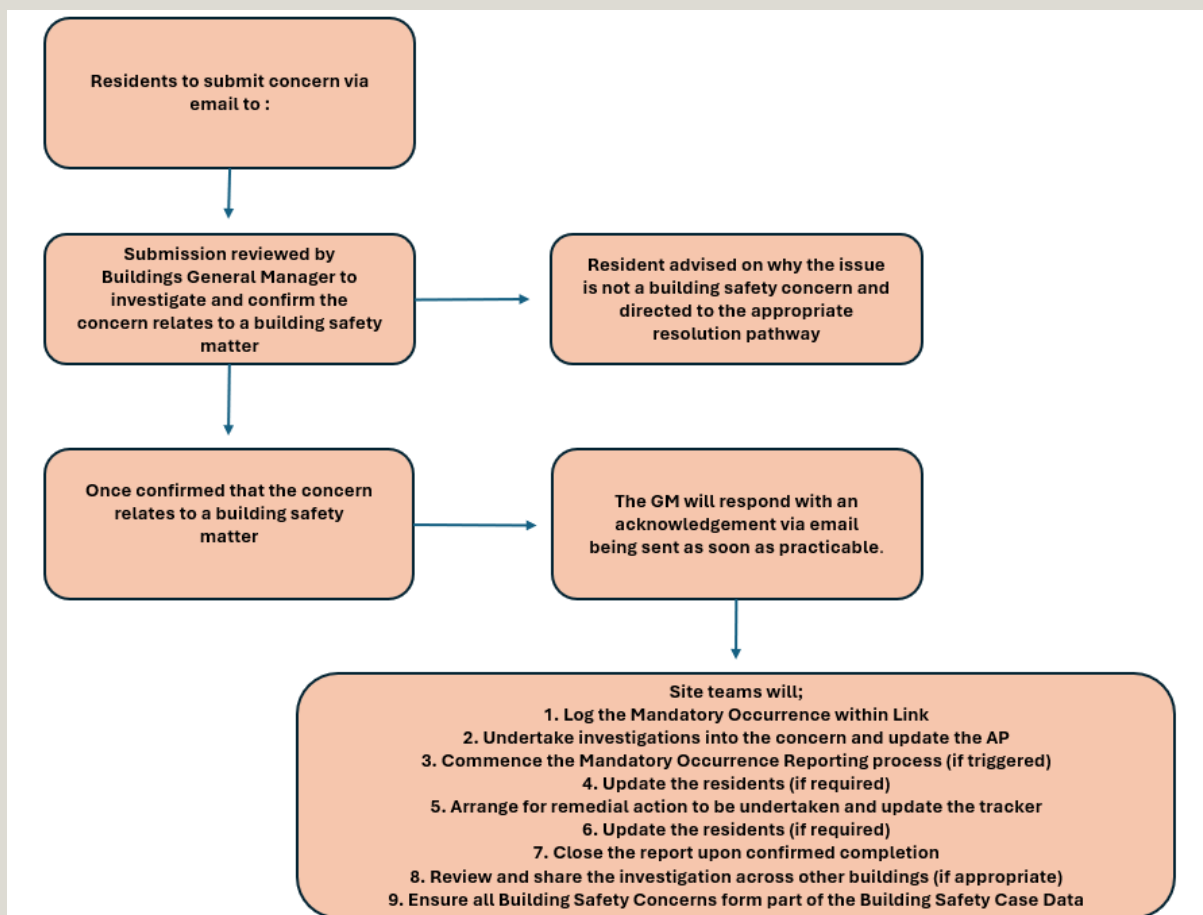 Residents to submit concern via
email to :
Submission reviewed by
Buildings General Manager to
investigate and confirm the
concern relates to a building safety
matter
Resident advised on why the issue
is not a building safety concern and
directed to the appropriate
resolution pathway
Once confirmed that the concern
relates to a building safety
matter
The GM will respond with an
acknowledgement via email
being sent as soon as practicable.
Site teams will;
1. Log the Mandatory Occurrence within Link
2. Undertake investigations into the concern and update the AP
3. Commence the Mandatory Occurrence Reporting process (if triggered)
4. Update the residents (if required)
5. Arrange for remedial action to be undertaken and update the tracker
6. Update the residents (if required)
7. Close the report upon confirmed completion
8. Review and share the investigation across other buildings (if appropriate)
9. Ensure all Building Safety Concerns form part of the Building Safety Case Data